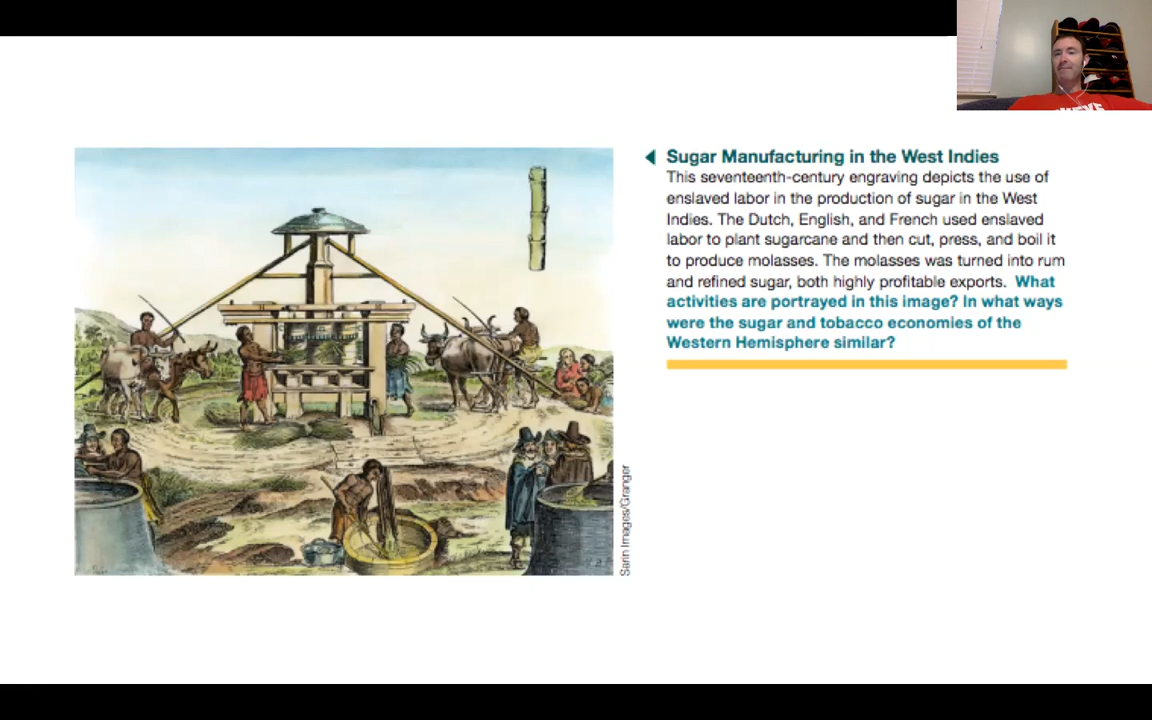 Sugar Manufacturing in the West Indies
This seventeenth-century engraving depicts the use of
enslaved labor in the production of sugar in the West
Indies. The Dutch, English, and French used enslaved
labor to plant sugarcane and then cut, press, and boil it
to produce molasses. The molasses was turned into rum
and refined sugar, both highly profitable exports. What
activities are portrayed in this image? In what ways
were the sugar and tobacco economies of the
Western Hemisphere similar?
Sarin Images/Granger